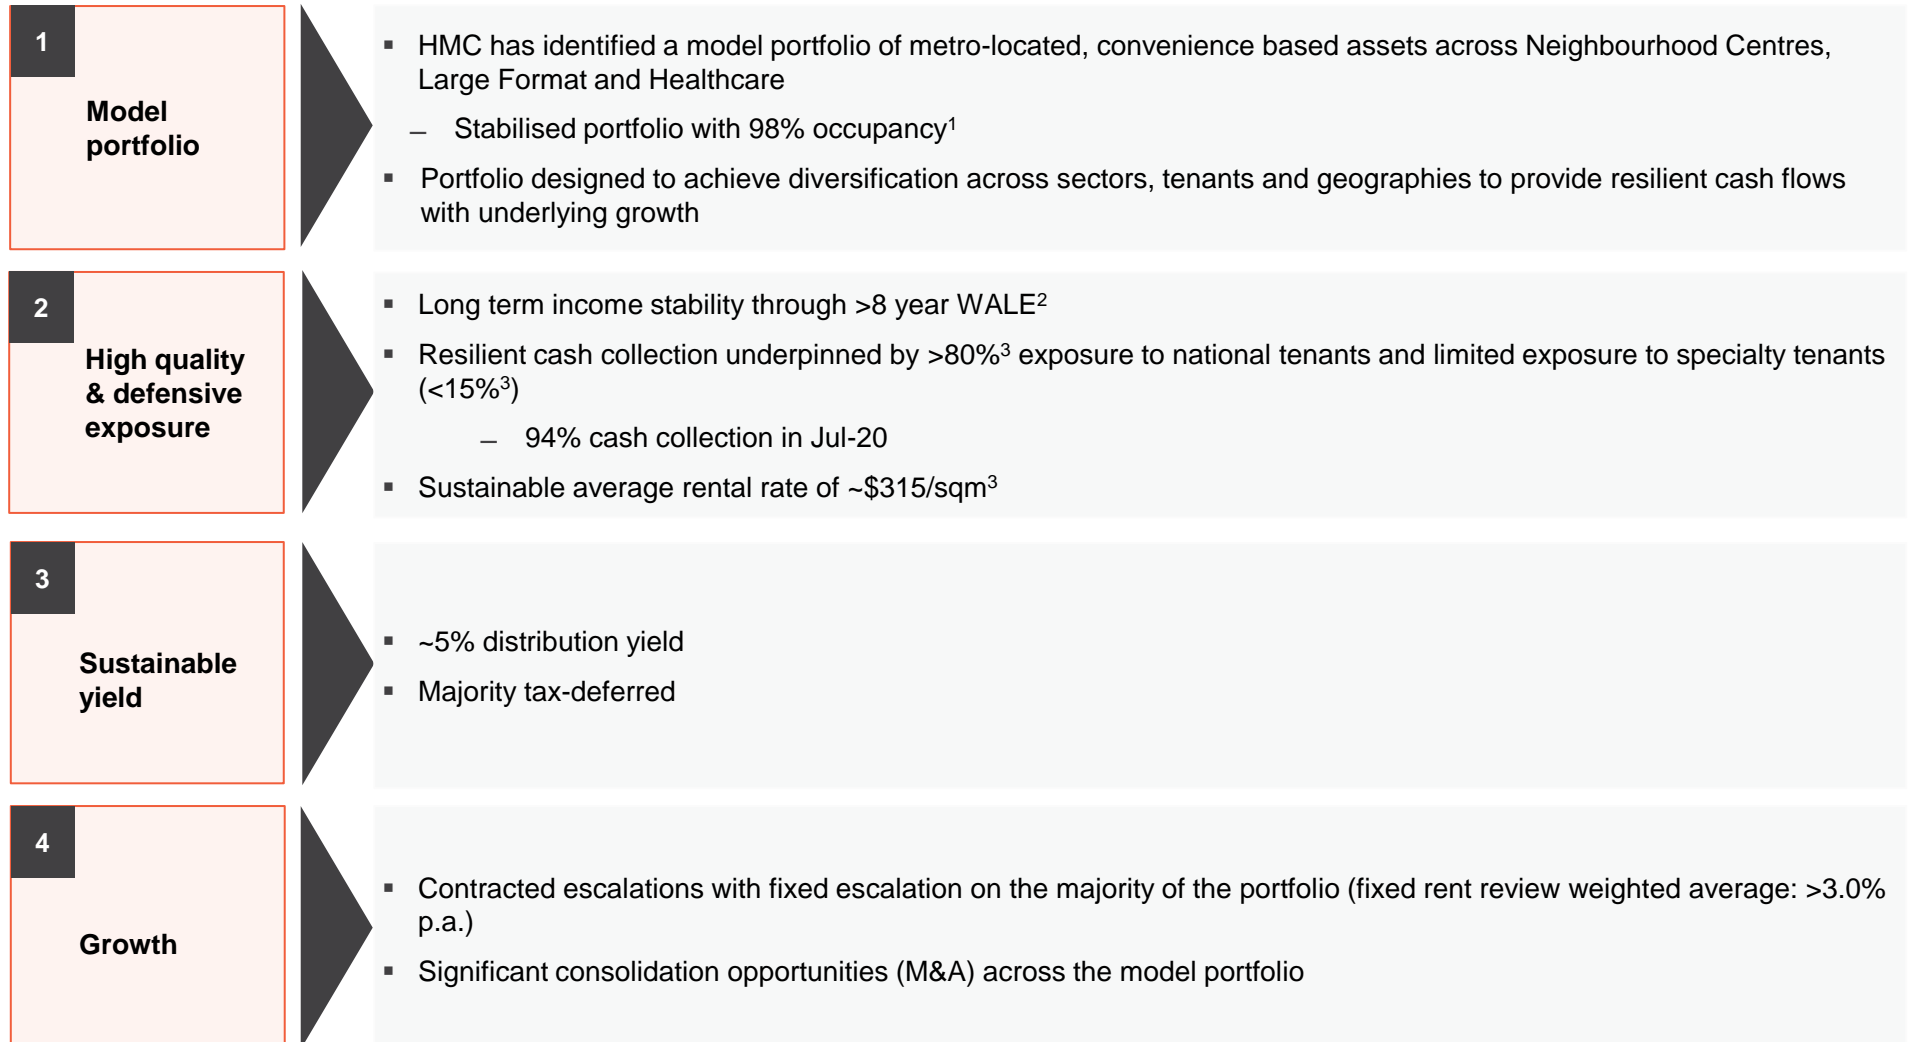 1
Model
portfolio
▪ HMC has identified a model portfolio of metro-located, convenience based assets across Neighbourhood Centres,
Large Format and Healthcare
– Stabilised portfolio with 98% occupancy¹
▪ Portfolio designed to achieve diversification across sectors, tenants and geographies to provide resilient cash flows
with underlying growth
2
High quality
& defensive
exposure
▪ Long term income stability through >8 year WALE²
▪ Resilient cash collection underpinned by >80%³ exposure to national tenants and limited exposure to specialty tenants
(<15%³)
– 94% cash collection in Jul-20
▪ Sustainable average rental rate of ~$315/sqm³
3
Sustainable
yield
▪ ~5% distribution yield
▪ Majority tax-deferred
4
Growth
▪ Contracted escalations with fixed escalation on the majority of the portfolio (fixed rent review weighted average: >3.0%
p.a.)
▪ Significant consolidation opportunities (M&A) across the model portfolio